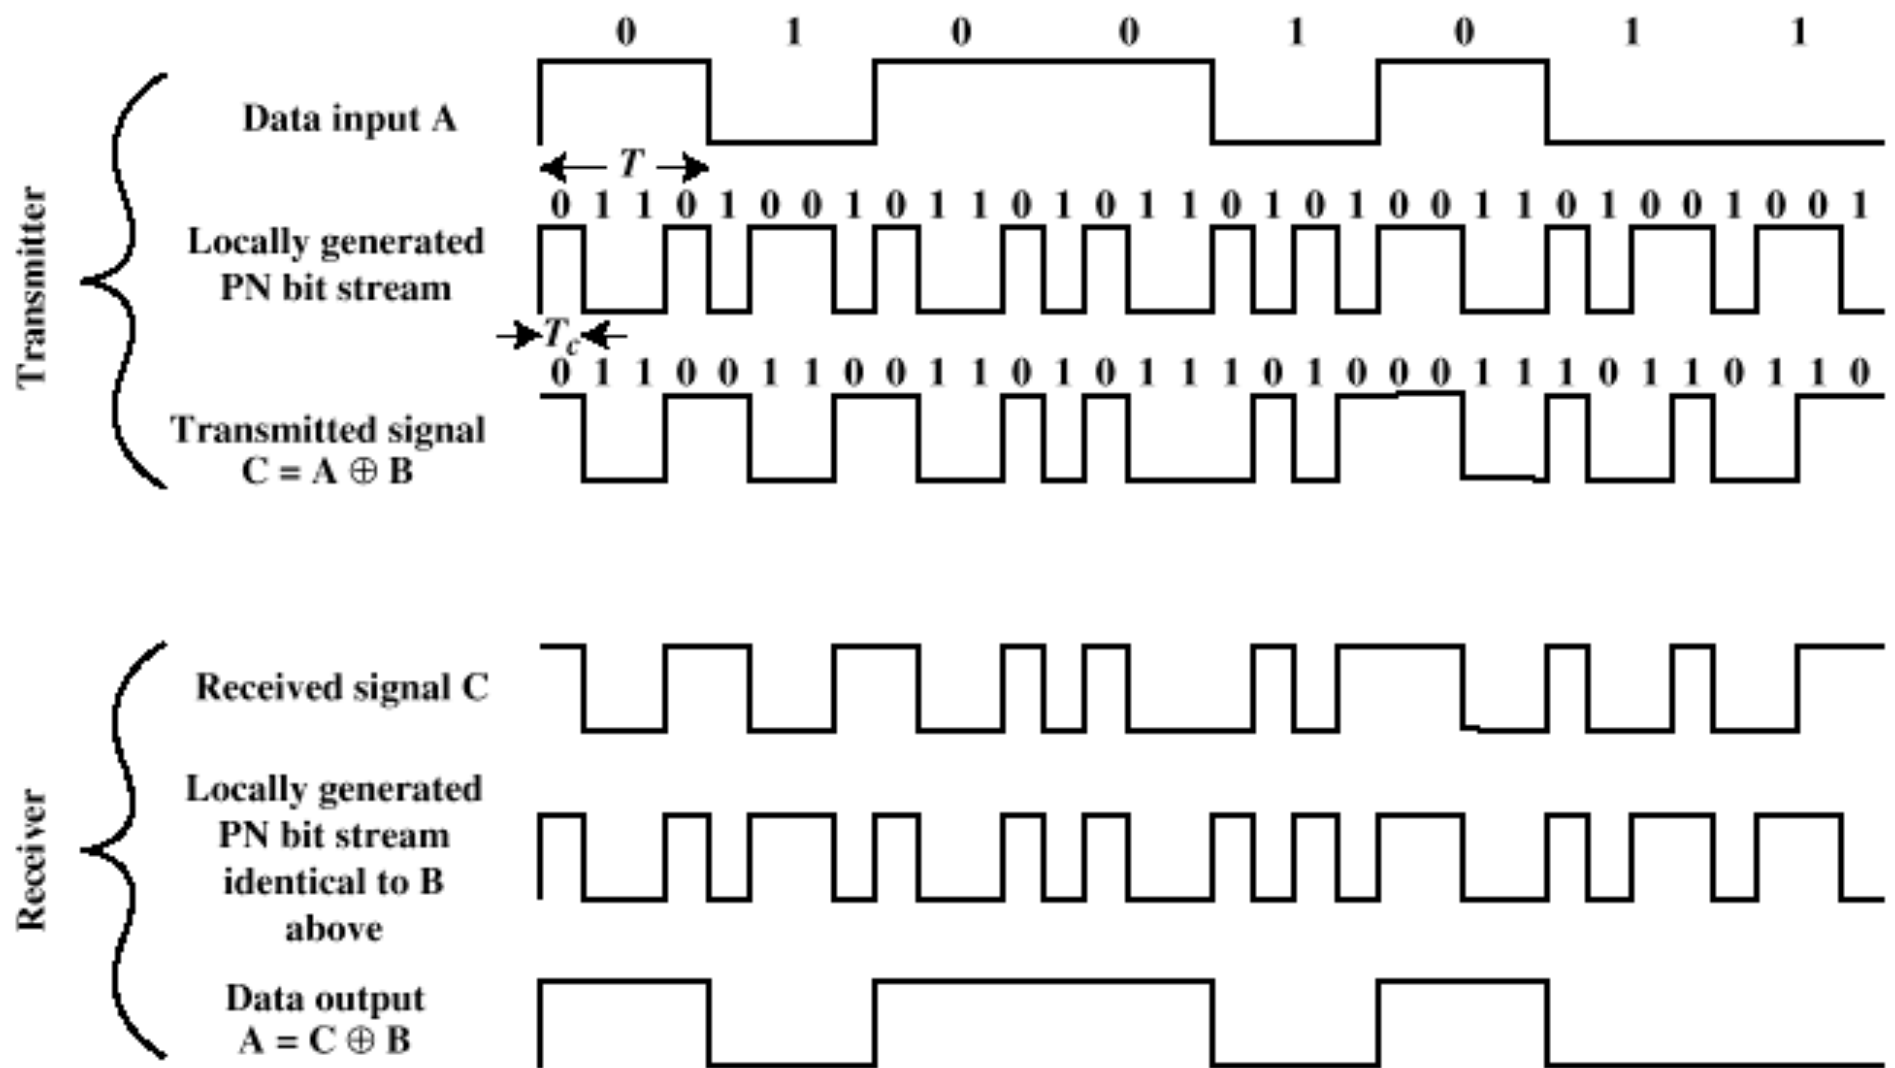 0 1 0 0 1 0 1 1
Data input A
T
0 1 1 0 1 0 0 1 0 1 1 0 1 0 1 1 0 1 0 1 0 0 1 1 0 1 0 0 1 0 0 1
Locally generated
PN bit stream
Tc
0 1 1 0 0 1 1 0 0 1 1 0 1 0 1 1 1 0 1 0 0 0 1 1 1 0 1 1 0 1 1 0
Transmitted signal
C = A ⊕ B
Transmitter
Received signal C
Locally generated
PN bit stream
identical to B
above
Data output
A = C ⊕ B
Receiver